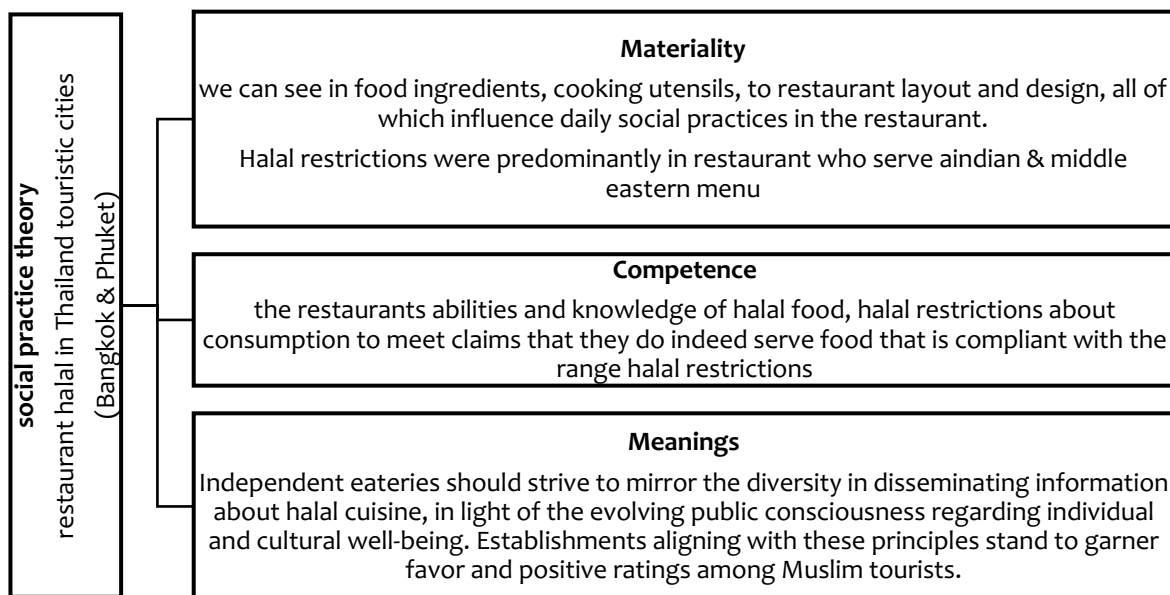 social practice theory
restaurant halal in Thailand touristic cities
(Bangkok & Phuket)
Materiality
we can see in food ingredients, cooking utensils, to restaurant layout and design, all of
which influence daily social practices in the restaurant.
Halal restrictions were predominantly in restaurant who serve aindian & middle
eastern menu
Competence
the restaurants abilities and knowledge of halal food, halal restrictions about
consumption to meet claims that they do indeed serve food that is compliant with the
range halal restrictions
Meanings
Independent eateries should strive to mirror the diversity in disseminating information
about halal cuisine, in light of the evolving public consciousness regarding individual
and cultural well-being. Establishments aligning with these principles stand to garner
favor and positive ratings among Muslim tourists.